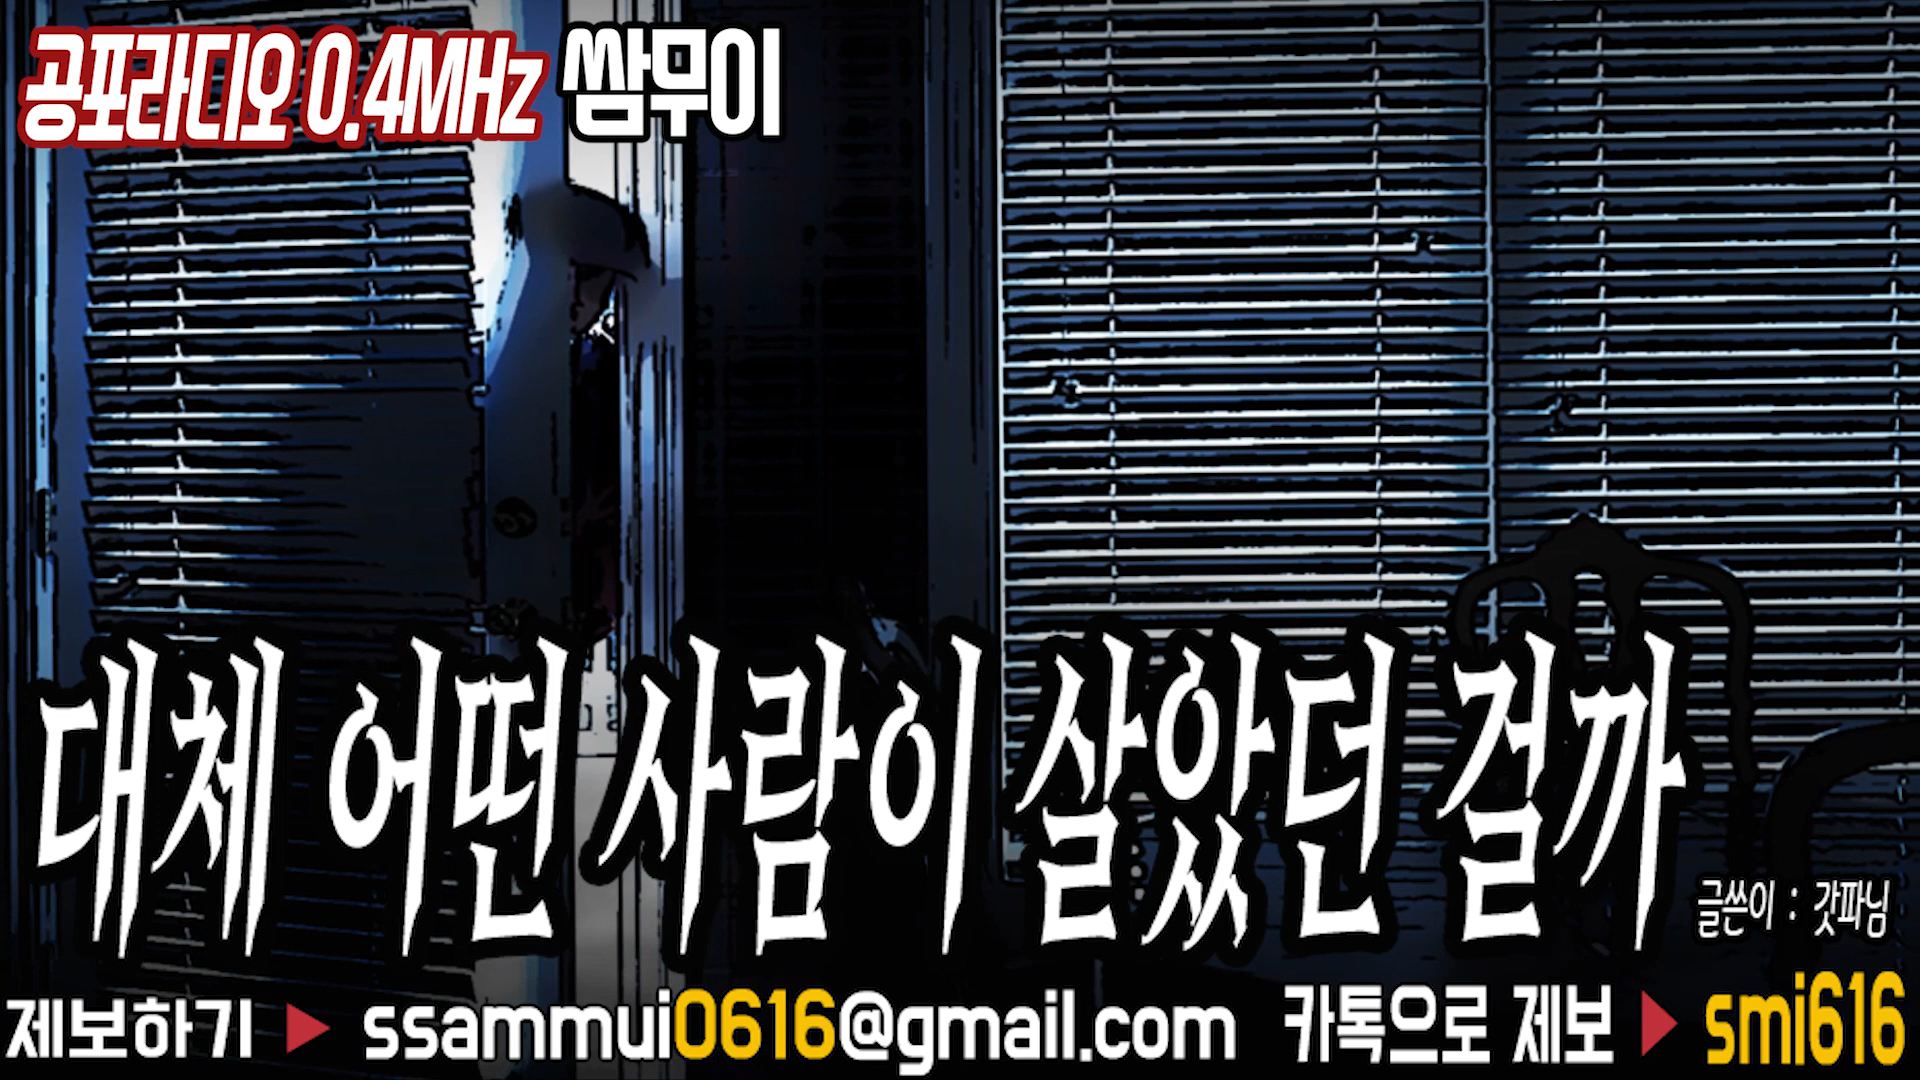 공포라디오 0.4MHz 쌈무이
대체 어떤 사람이 살았던 걸까
글쓴이 : 갓파님
제보하기 ▶ ssammui0616@gmail.com 카톡으로 제보 ▶ smi616